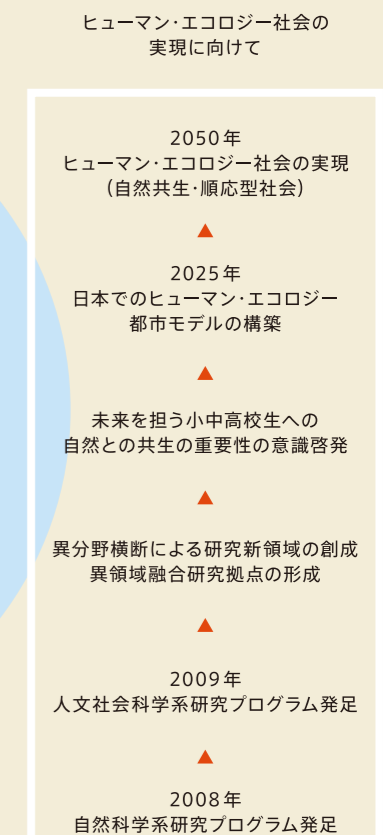 ヒューマン・エコロジー社会の
実現に向けて
2050年
ヒューマン・エコロジー社会の実現
(自然共生・順応型社会)
2025年
日本でのヒューマン・エコロジー
都市モデルの構築
未来を担う小中高校生への
自然との共生の重要性の意識啓発
異分野横断による研究新領域の創成
異領域融合研究拠点の形成
2009年
人文社会科学系研究プログラム発足
2008年
自然科学系研究プログラム発足